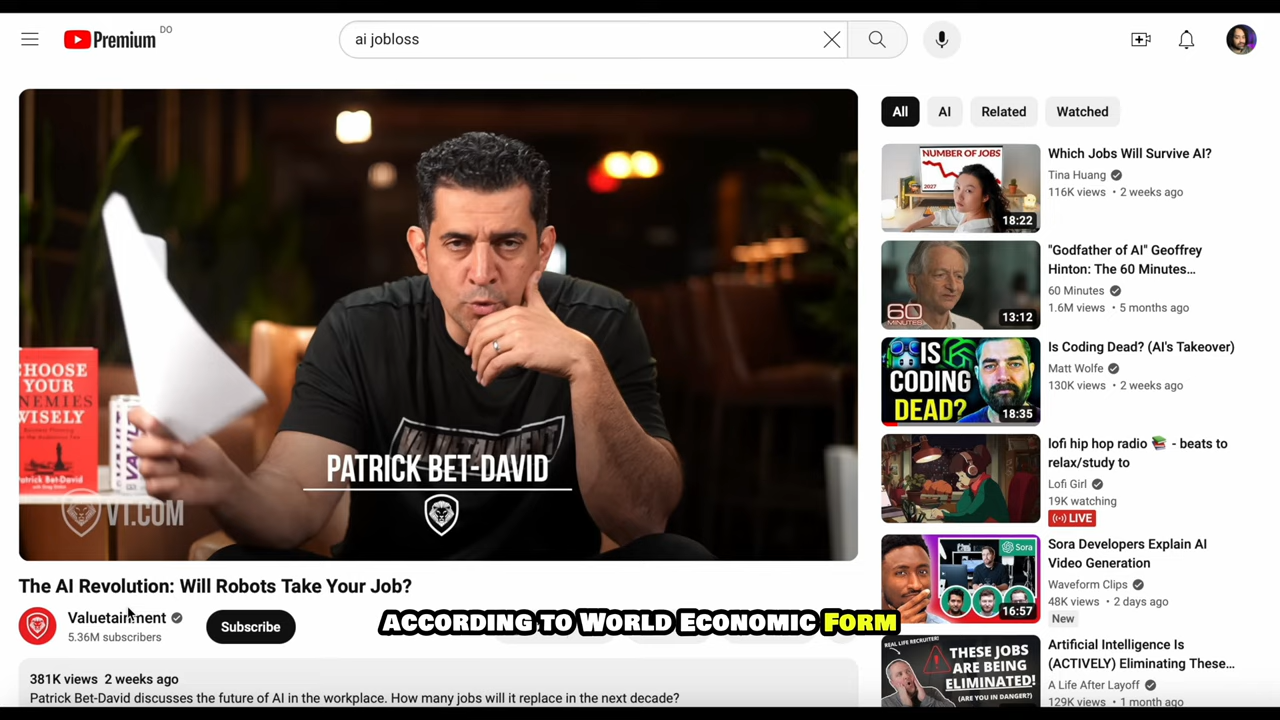 Premium DO
ai jobloss
CHOOSE
YOUR
ENEMIES
WISELY
Patrick Bet-David
PATRICK BET-DAVID
VT.COM
The AI Revolution: Will Robots Take Your Job?
Valuetainment
5.36M subscribers
Subscribe
ACCORDING TO WORLD ECONOMIC FORM
381K views 2 weeks ago
Patrick Bet-David discusses the future of AI in the workplace. How many jobs will it replace in the next decade?
All
AI
Related
Watched
NUMBER OF JOBS
2027
18:22
Which Jobs Will Survive AI?
Tina Huang
116K views • 2 weeks ago
60
MINUTES
13:12
"Godfather of AI" Geoffrey
Hinton: The 60 Minutes...
60 Minutes
1.6M views • 5 months ago
IS
CODING
DEAD?
18:35
Is Coding Dead? (AI's Takeover)
Matt Wolfe
130K views • 2 weeks ago
lofi hip hop radio 📚 - beats to
relax/study to
Lofi Girl
19K watching
LIVE
Sora
16:57
Sora Developers Explain AI
Video Generation
Waveform Clips
48K views • 2 days ago
New
REAL LIFE RECRUITER!
THESE JOBS
ARE BEING
ELIMINATED!
(ARE YOU IN DANGER?)
Artificial Intelligence Is
(ACTIVELY) Eliminating These...
A Life After Layoff
129K views • 1 month ago